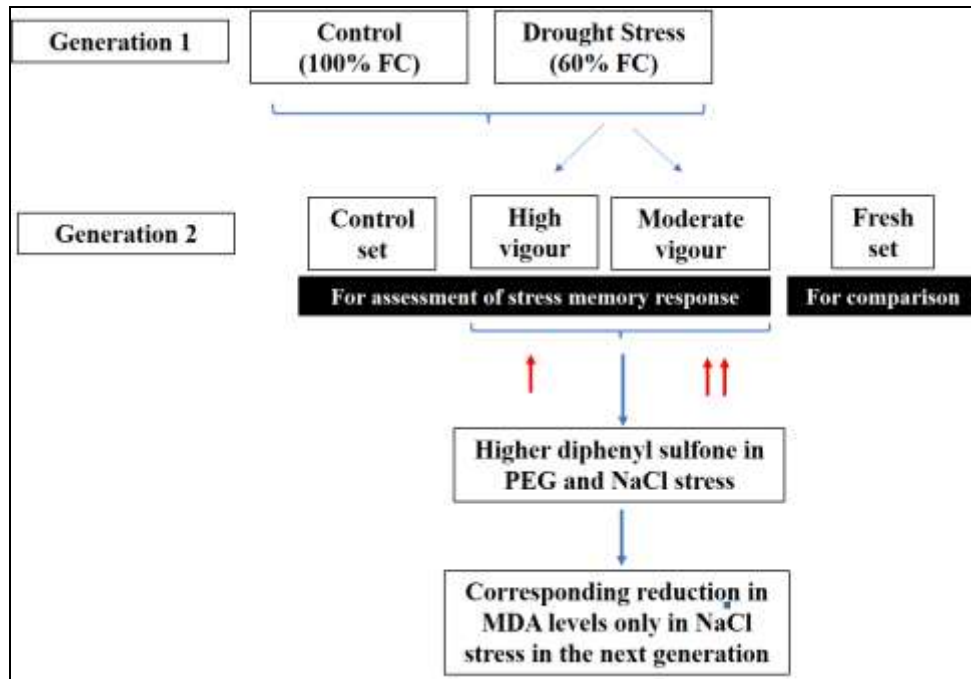 Generation 1
Control
(100% FC)
Drought Stress
(60% FC)
Generation 2
Control
set
High
vigour
Moderate
vigour
Fresh
set
For assessment of stress memory response
For comparison
Higher diphenyl sulfone in
PEG and NaCl stress
Corresponding reduction in
MDA levels only in NaCl
stress in the next generation